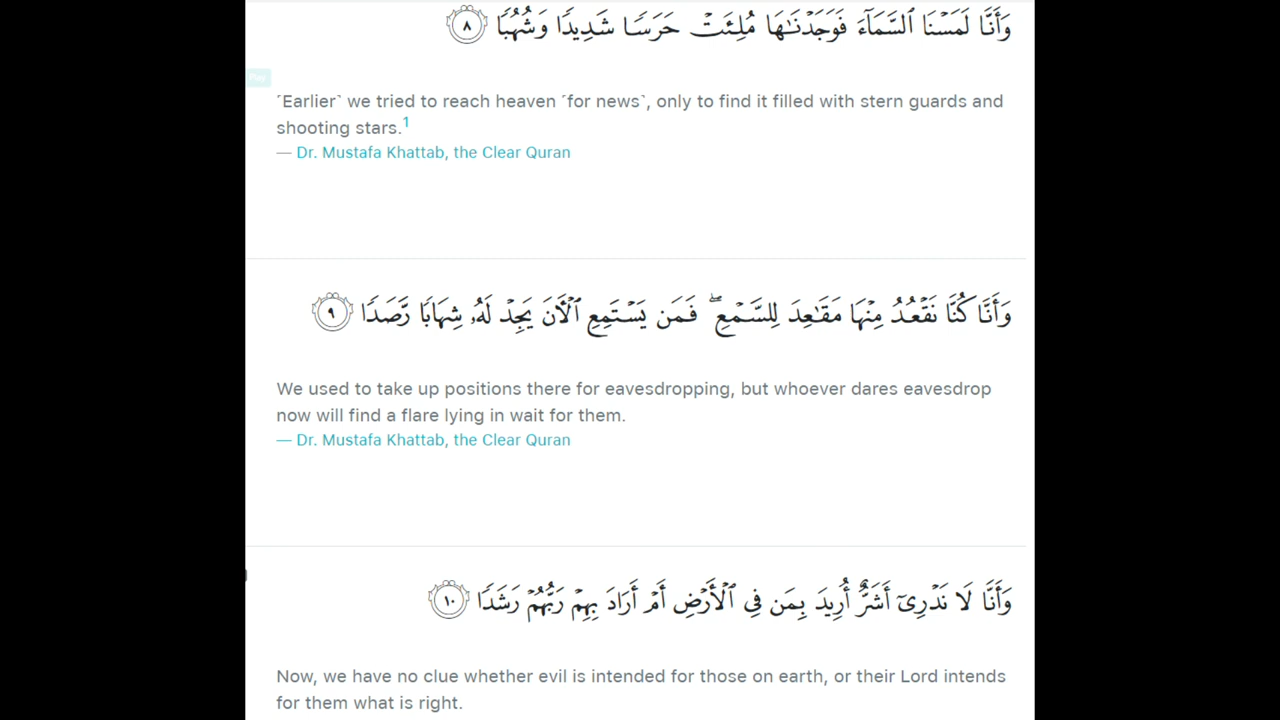 وَأَنَّا لَمَسْنَا ٱلسَّمَآءَ فَوَجَدْنَـٰهَا مُلِئَتْ حَرَسًا شَدِيدًا وَشُهُبًا ٨
Play
˹Earlier˺ we tried to reach heaven ˹for news˺, only to find it filled with stern guards and
shooting stars.1
— Dr. Mustafa Khattab, the Clear Quran
وَأَنَّا كُنَّا نَقْعُدُ مِنْهَا مَقَـٰعِدَ لِلسَّمْعِ ۖ فَمَن يَسْتَمِعِ ٱلْـَٔانَ يَجِدْ لَهُۥ شِهَابًا رَّصَدًا ٩
We used to take up positions there for eavesdropping, but whoever dares eavesdrop
now will find a flare lying in wait for them.
— Dr. Mustafa Khattab, the Clear Quran
وَأَنَّا لَا نَدْرِىٓ أَشَرٌّ أُرِيدَ بِمَن فِى ٱلْأَرْضِ أَمْ أَرَادَ بِهِمْ رَبُّهُمْ رَشَدًا ١٠
Now, we have no clue whether evil is intended for those on earth, or their Lord intends
for them what is right.